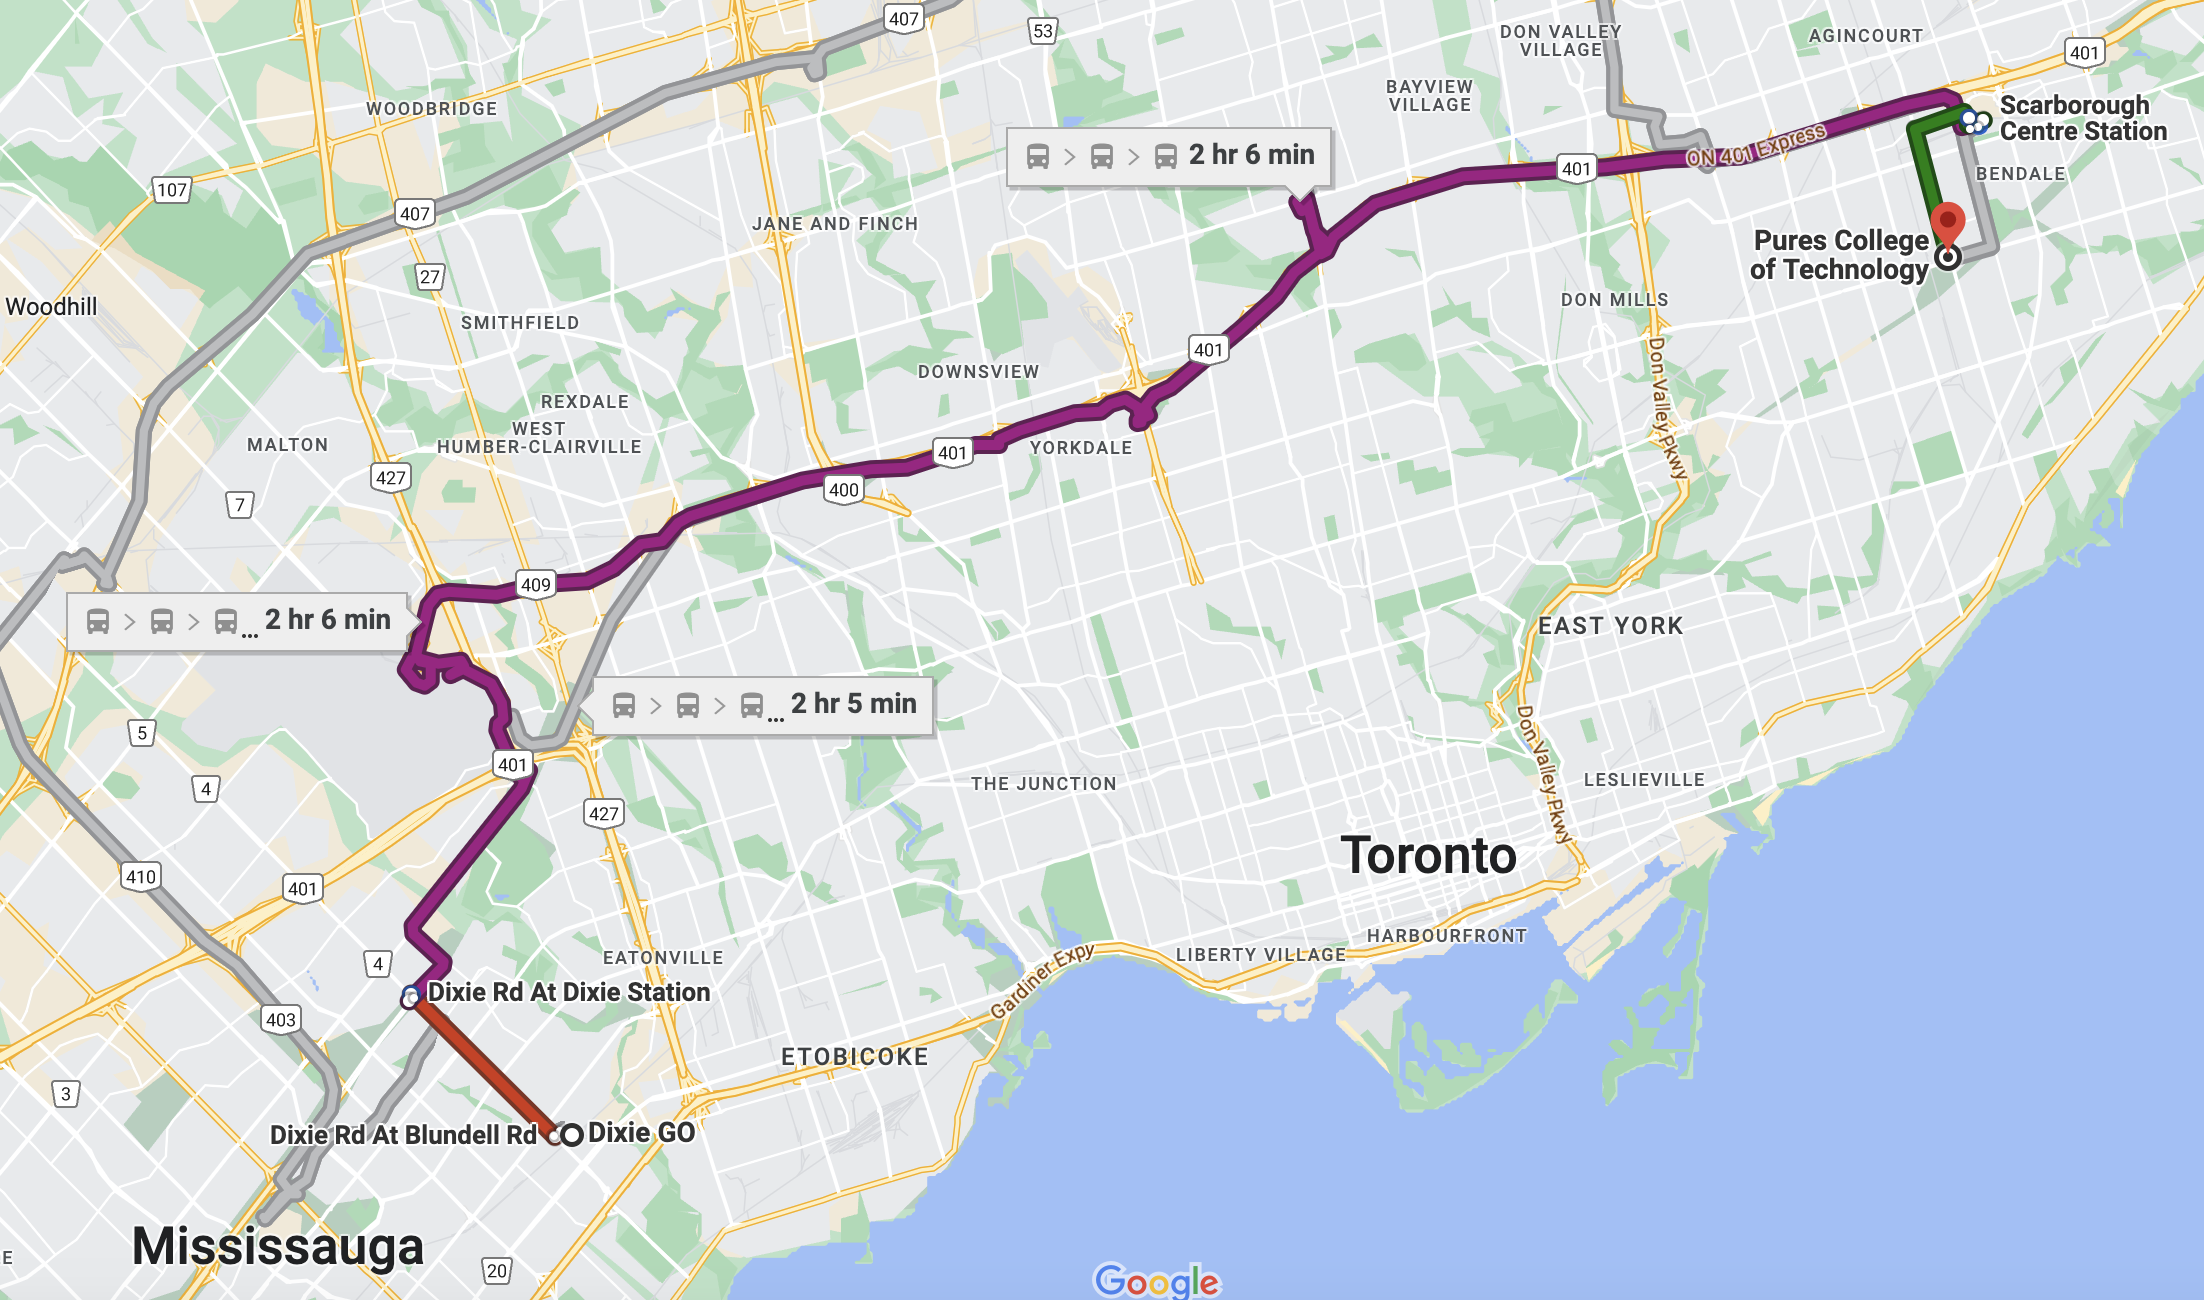 407
53
DON VALLEY
VILLAGE
AGINCOURT
401
BAYVIEW
VILLAGE
WOODBRIDGE
Scarborough
Centre Station
ON 401 Express
2 hr 6 min
401
BENDALE
107
407
JANE AND FINCH
Pures College
of Technology
27
Woodhill
DON MILLS
SMITHFIELD
401
Don Valley Pkwy
DOWNSVIEW
REXDALE
WEST
HUMBER-CLAIRVILLE
MALTON
YORKDALE
401
427
400
7
409
... 2 hr 6 min
EAST YORK
... 2 hr 5 min
5
Don Valley Pkwy
401
4
427
THE JUNCTION
LESLIEVILLE
Toronto
410
401
EATONVILLE
4
HARBOURFRONT
LIBERTY VILLAGE
Gardiner Expy
Dixie Rd At Dixie Station
403
ETOBICOKE
3
Dixie Rd At Blundell Rd
Dixie GO
Mississauga
E
20
Google